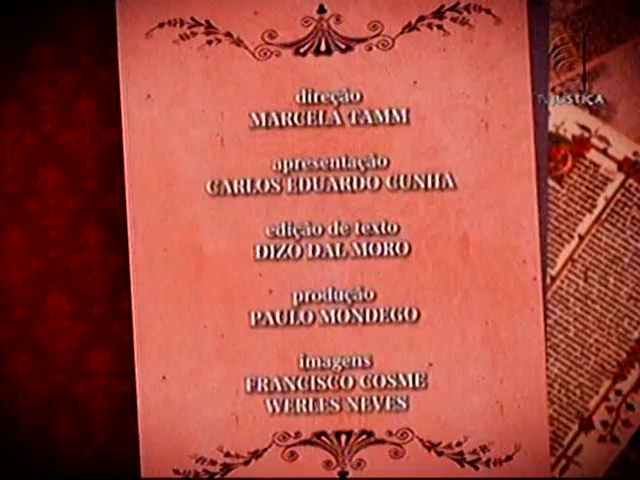 TV JUSTIÇA
direção
MARCELA TAMM
apresentação
CARLOS EDUARDO CUNHA
edição de texto
DIZO DAL MORO
produção
PAULO MONDEGO
imagens
FRANCISCO COSME
WERLES NEVES